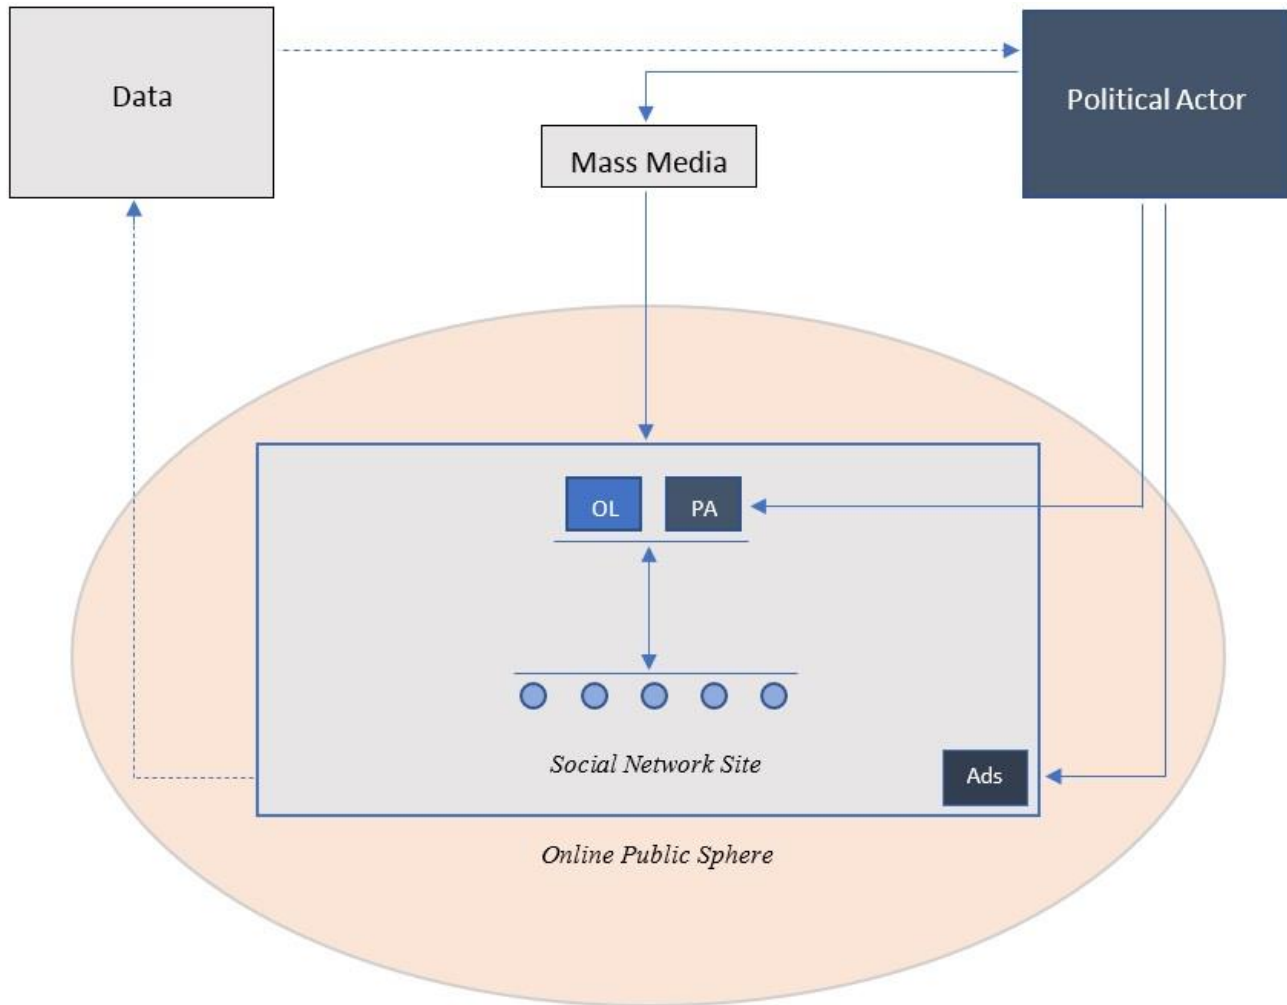 Data
Political Actor
Mass Media
OL
PA
Social Network Site
Ads
Online Public Sphere